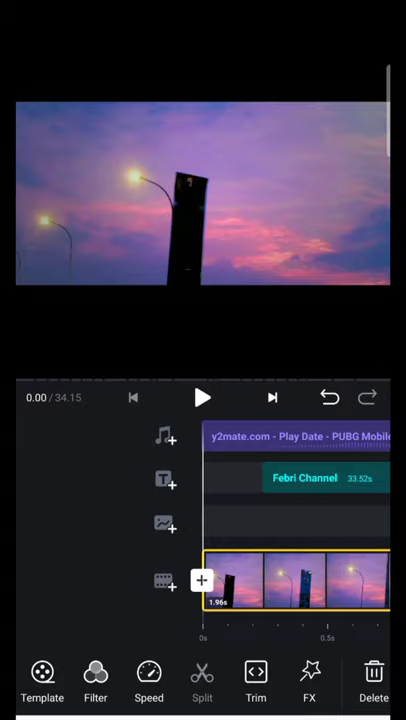 0.00 / 34.15
y2mate.com - Play Date - PUBG Mobile
Febri Channel 33.52s
1.96s
0s 0.5s
Template Filter Speed Split Trim FX Delete